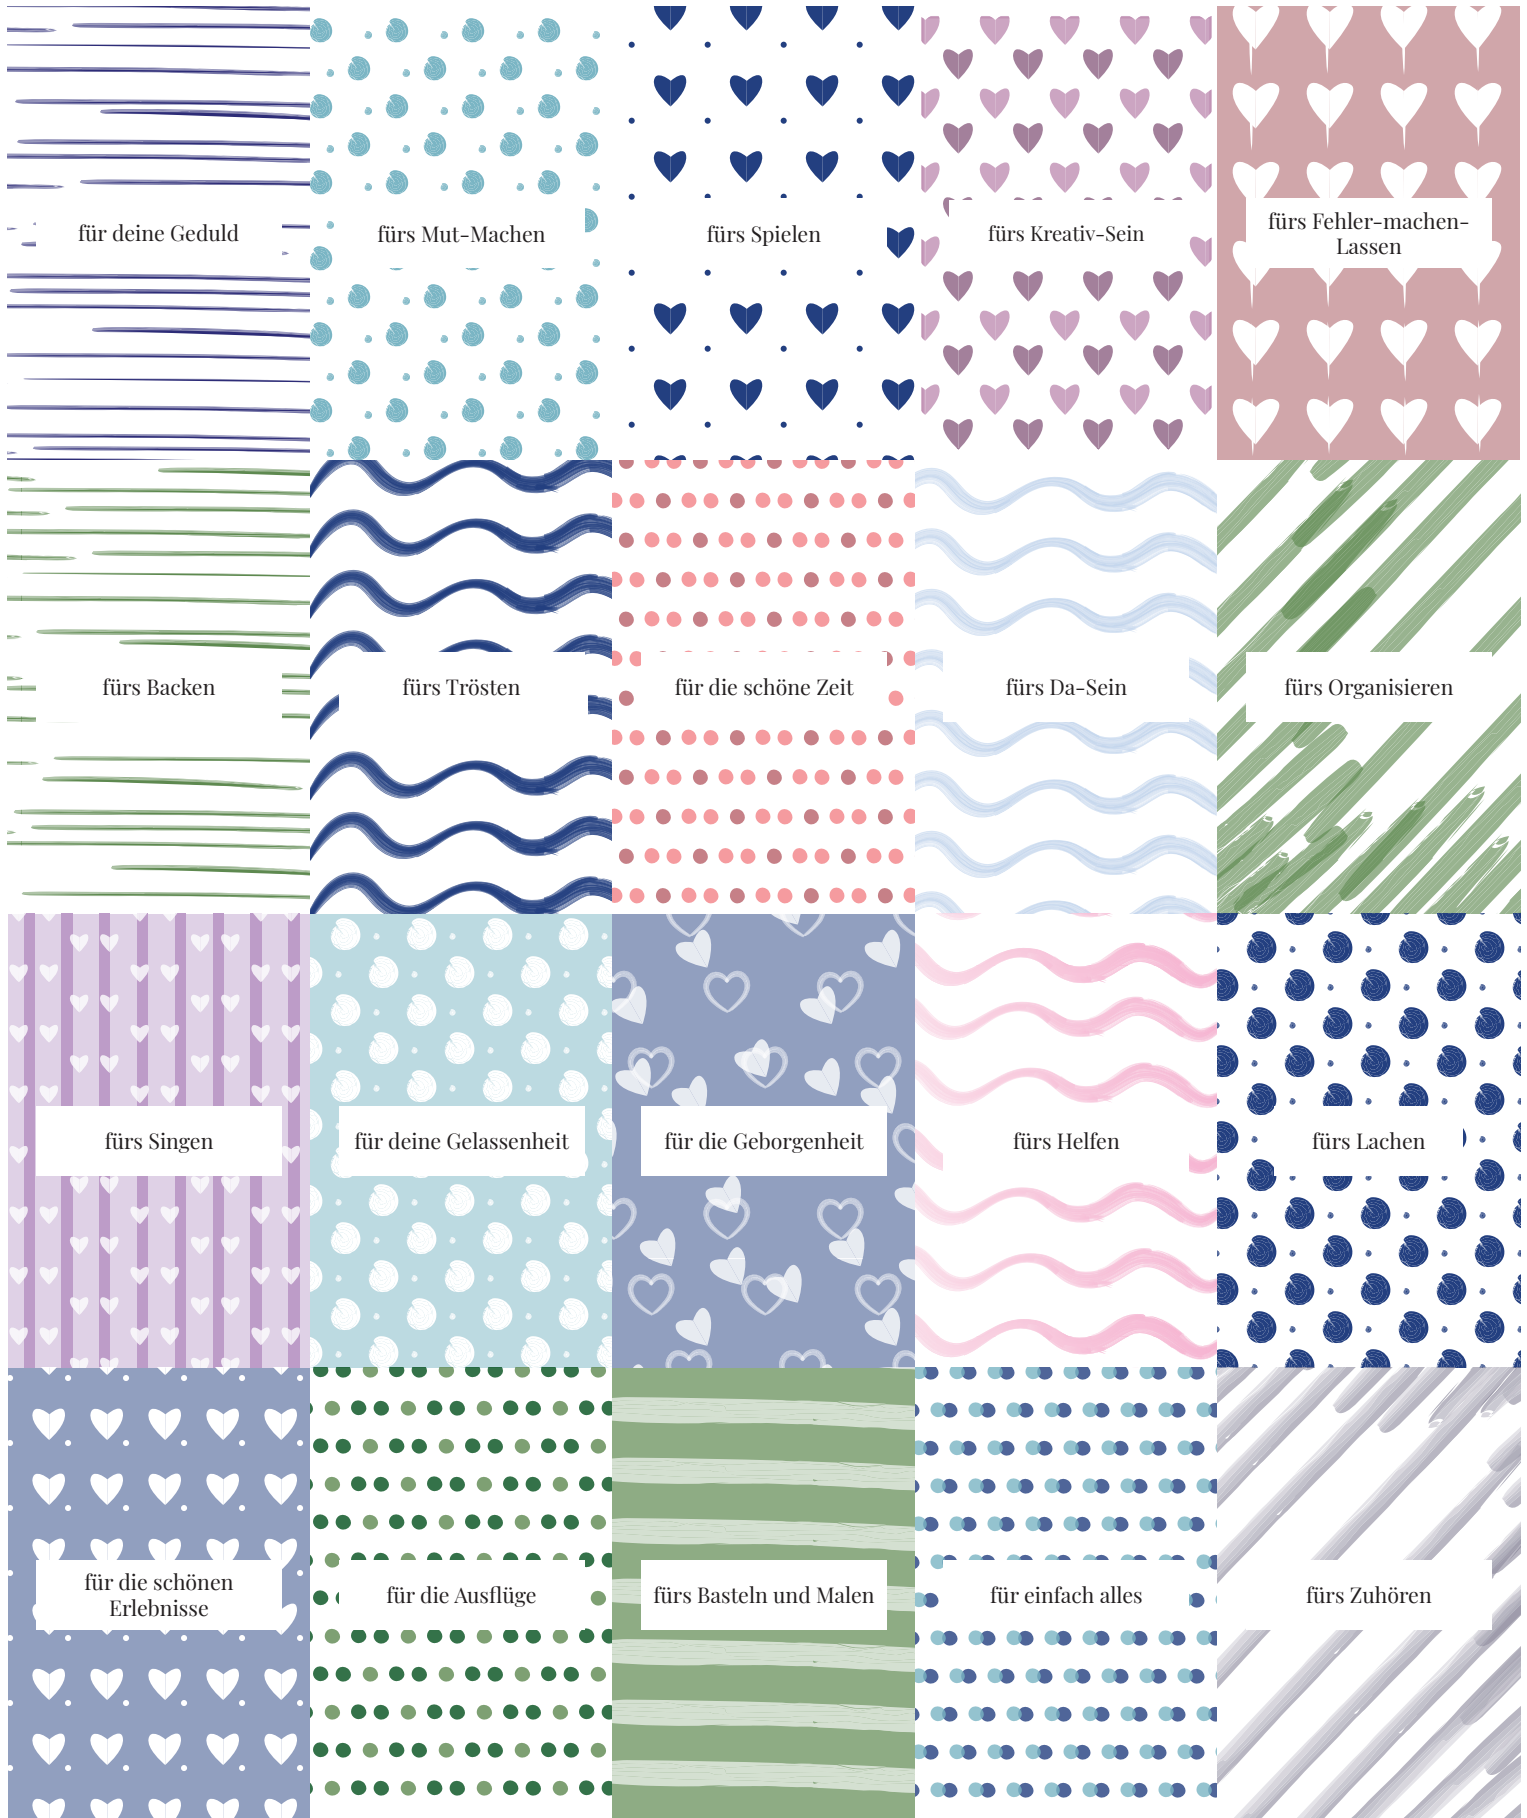 für deine Geduld
fürs Mut-Machen
fürs Spielen
fürs Kreativ-Sein
fürs Fehler-machen-
Lassen
fürs Backen
fürs Trösten
für die schöne Zeit
fürs Da-Sein
fürs Organisieren
fürs Singen
für deine Gelassenheit
für die Geborgenheit
fürs Helfen
fürs Lachen
für die schönen
Erlebnisse
für die Ausflüge
fürs Basteln und Malen
für einfach alles
fürs Zuhören